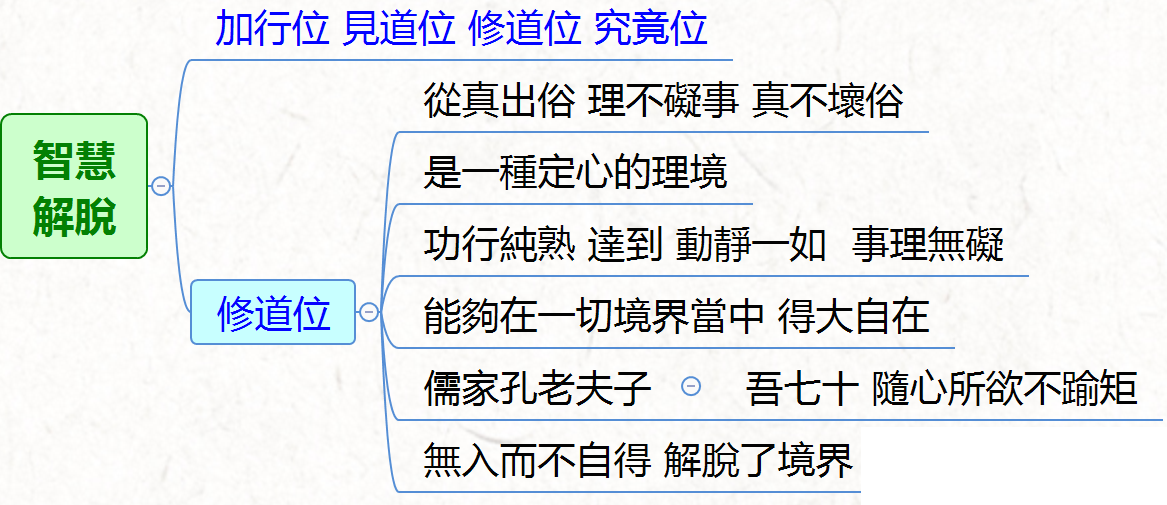 加行位 見道位 修道位 究竟位
從真出俗 理不礙事 真不壞俗
智慧
解脫
是一種定心的理境
功行純熟 達到 動靜一如 事理無礙
修道位
能夠在一切境界當中 得大自在
儒家孔老夫子 吾七十 隨心所欲不踰矩
無入而不自得 解脫了境界